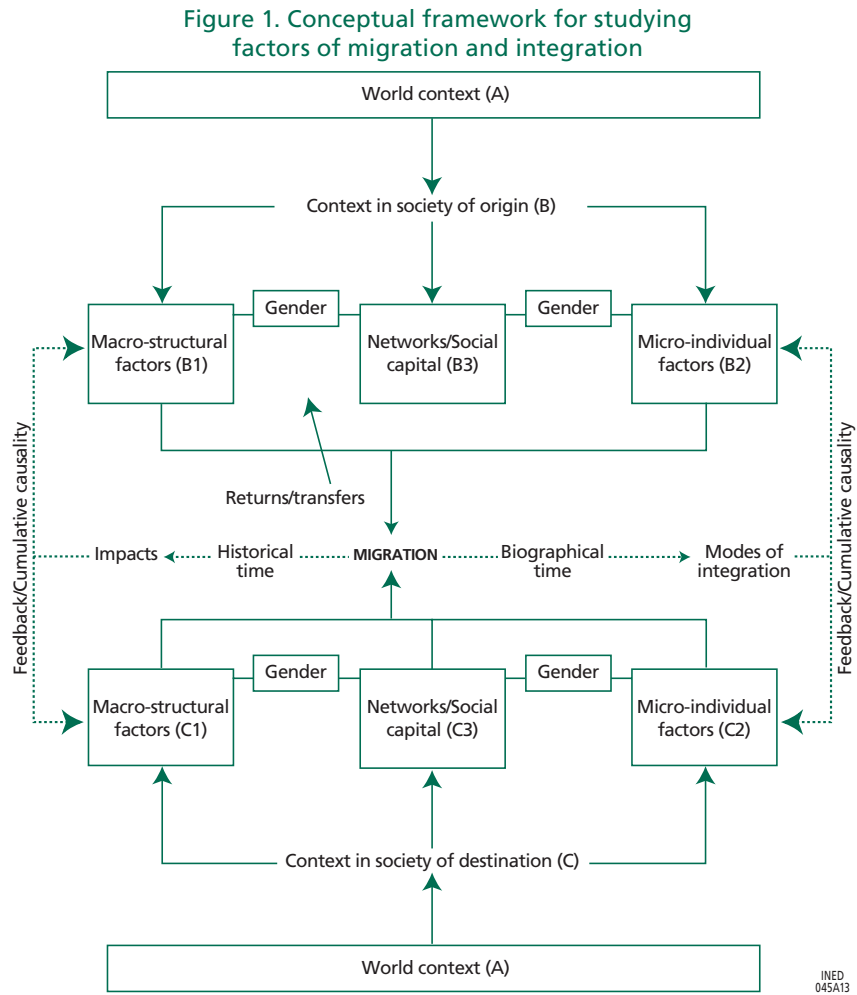 Figure 1. Conceptual framework for studying
factors of migration and integration
World context (A)
Context in society of origin (B)
Gender
Gender
Macro-structural
factors (B1)
Networks/Social
capital (B3)
Micro-individual
factors (B2)
Feedback/Cumulative causality
Feedback/Cumulative causality
Returns/transfers
Impacts
Historical
time
MIGRATION
Biographical
time
Modes of
integration
Gender
Gender
Macro-structural
factors (C1)
Networks/Social
capital (C3)
Micro-individual
factors (C2)
Context in society of destination (C)
World context (A)
INED
045A13